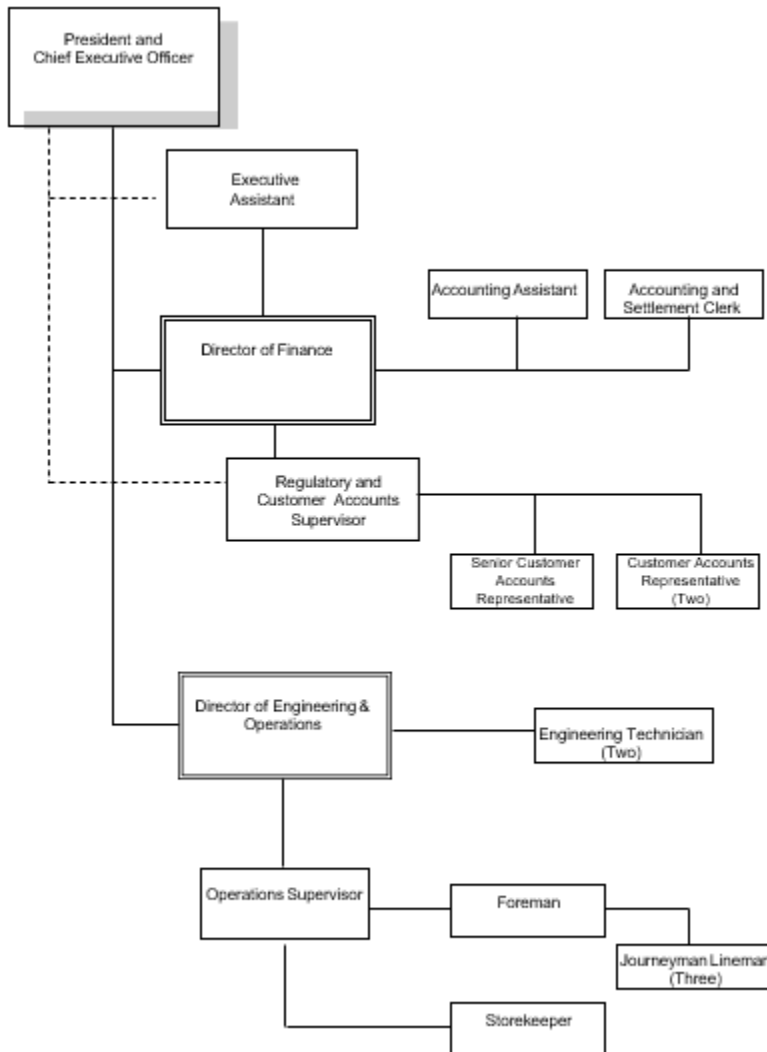 President and
Chief Executive Officer
Executive
Assistant
Accounting Assistant
Accounting and
Settlement Clerk
Director of Finance
Regulatory and
Customer Accounts
Supervisor
Senior Customer
Accounts
Representative
Customer Accounts
Representative
(Two)
Director of Engineering &
Operations
Engineering Technician
(Two)
Operations Supervisor
Foreman
Journeyman Lineman
(Three)
Storekeeper